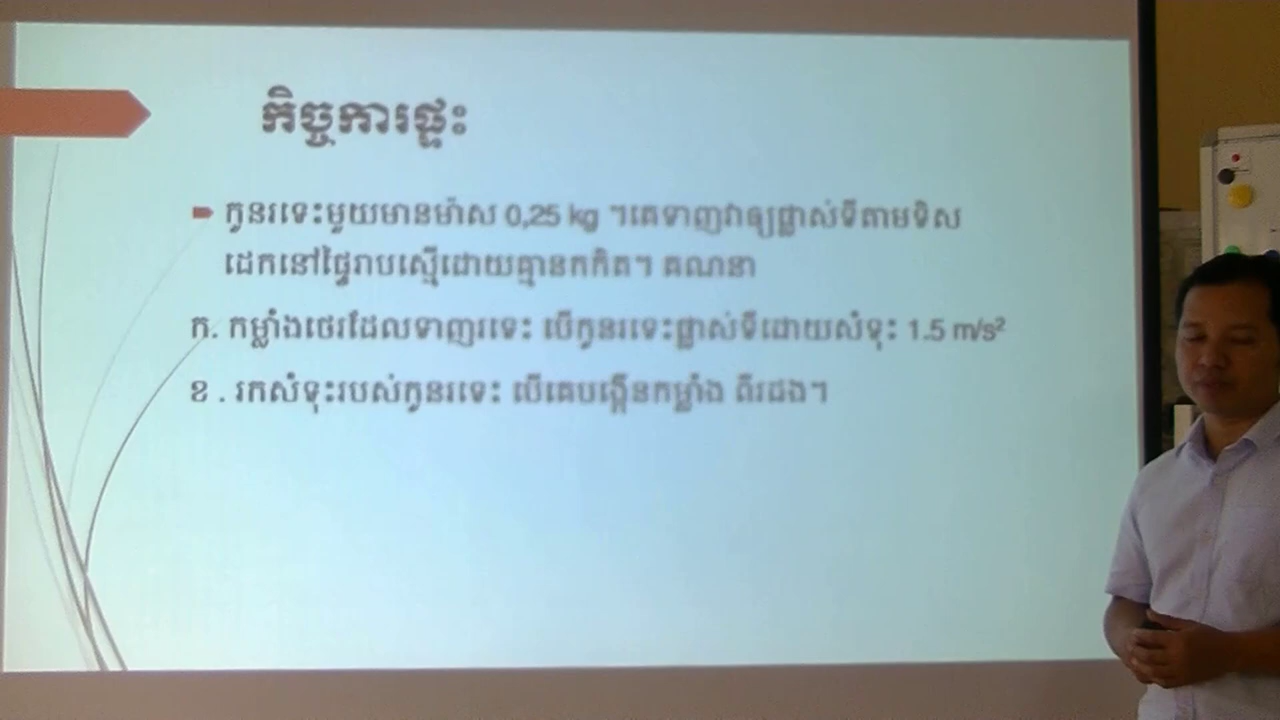 កិច្ចការផ្ទះ
កូនរទេះមួយមានម៉ាស 0,25 kg ។គេទាញវាឲ្យផ្លាស់ទីតាមទិស
ដេកនៅផ្ទៃរាបស្មើដោយគ្មានកកិត។ គណនា
ក. កម្លាំងថេរដែលទាញរទេះ បើកូនរទេះផ្លាស់ទីដោយសំទុះ 1.5 m/s²
ខ . រកសំទុះរបស់កូនរទេះ បើគេបង្កើនកម្លាំង ពីរដង។